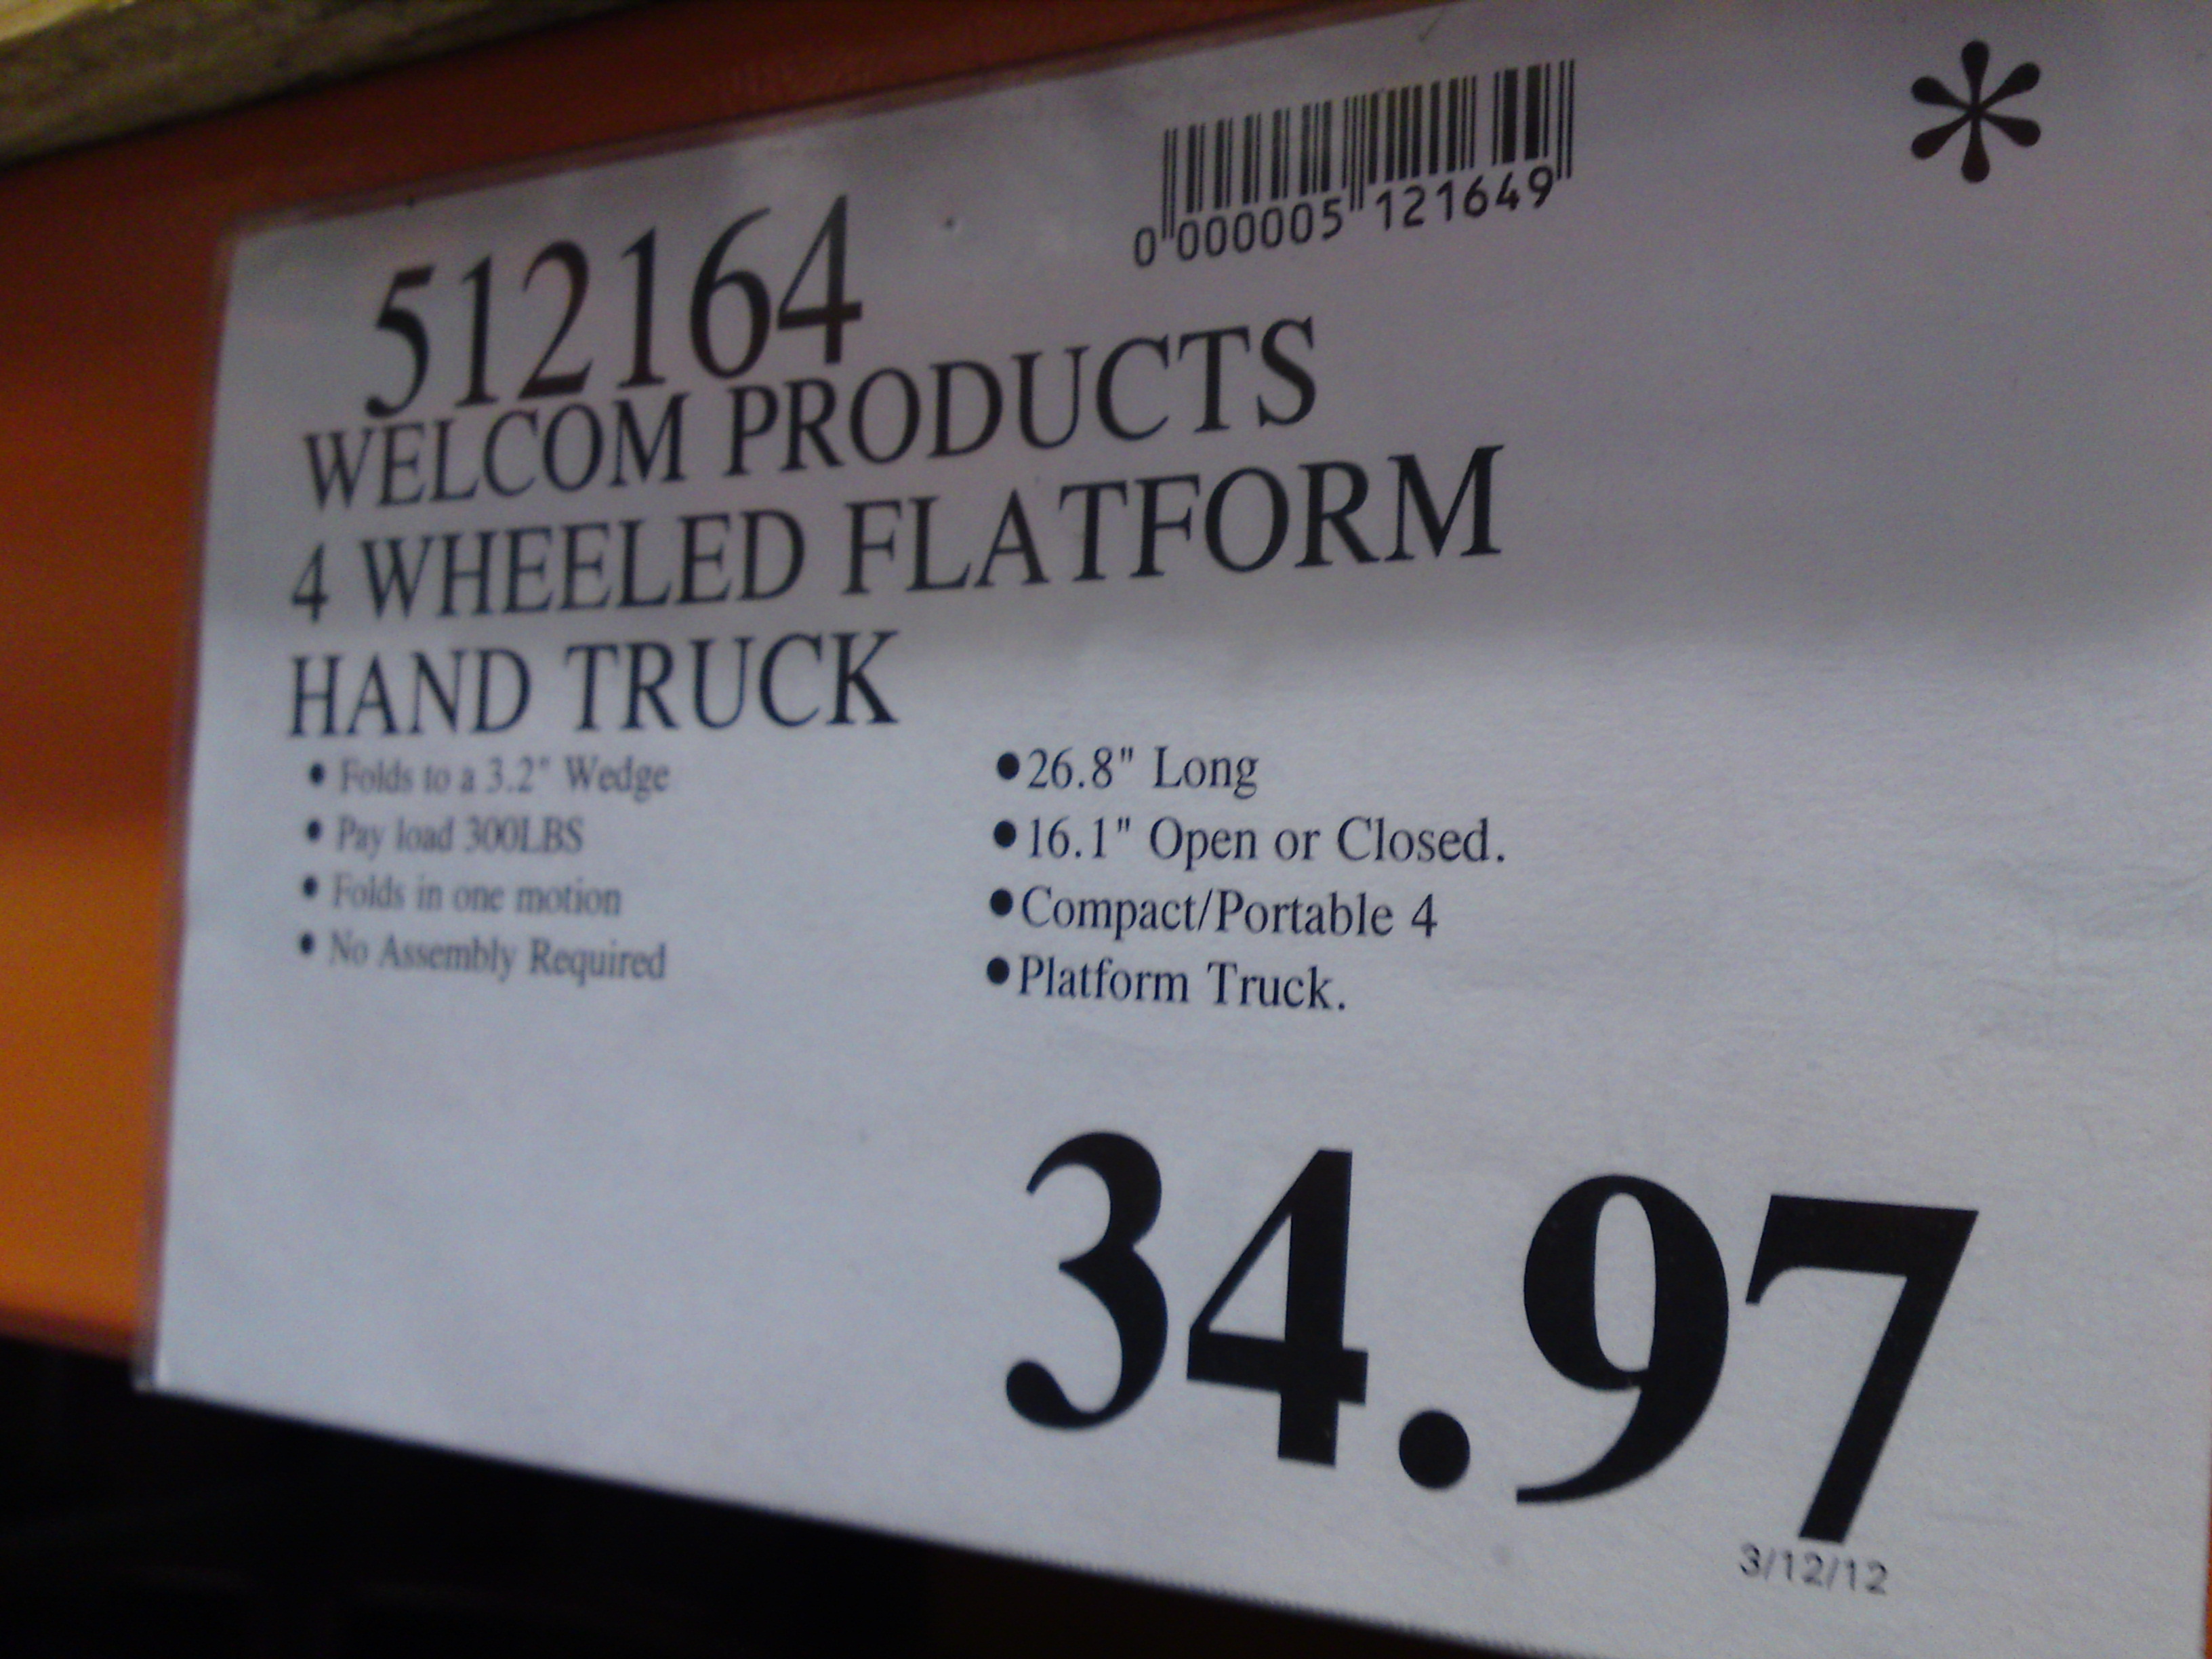 *
0 000005 121649
512164
WELCOM PRODUCTS
4 WHEELED FLATFORM
HAND TRUCK
• Folds to a 3.2" Wedge
• Pay load 300LBS
• Folds in one motion
• No Assembly Required
•26.8" Long
•16.1" Open or Closed.
•Compact/Portable 4
•Platform Truck.
34.97
3/12/12